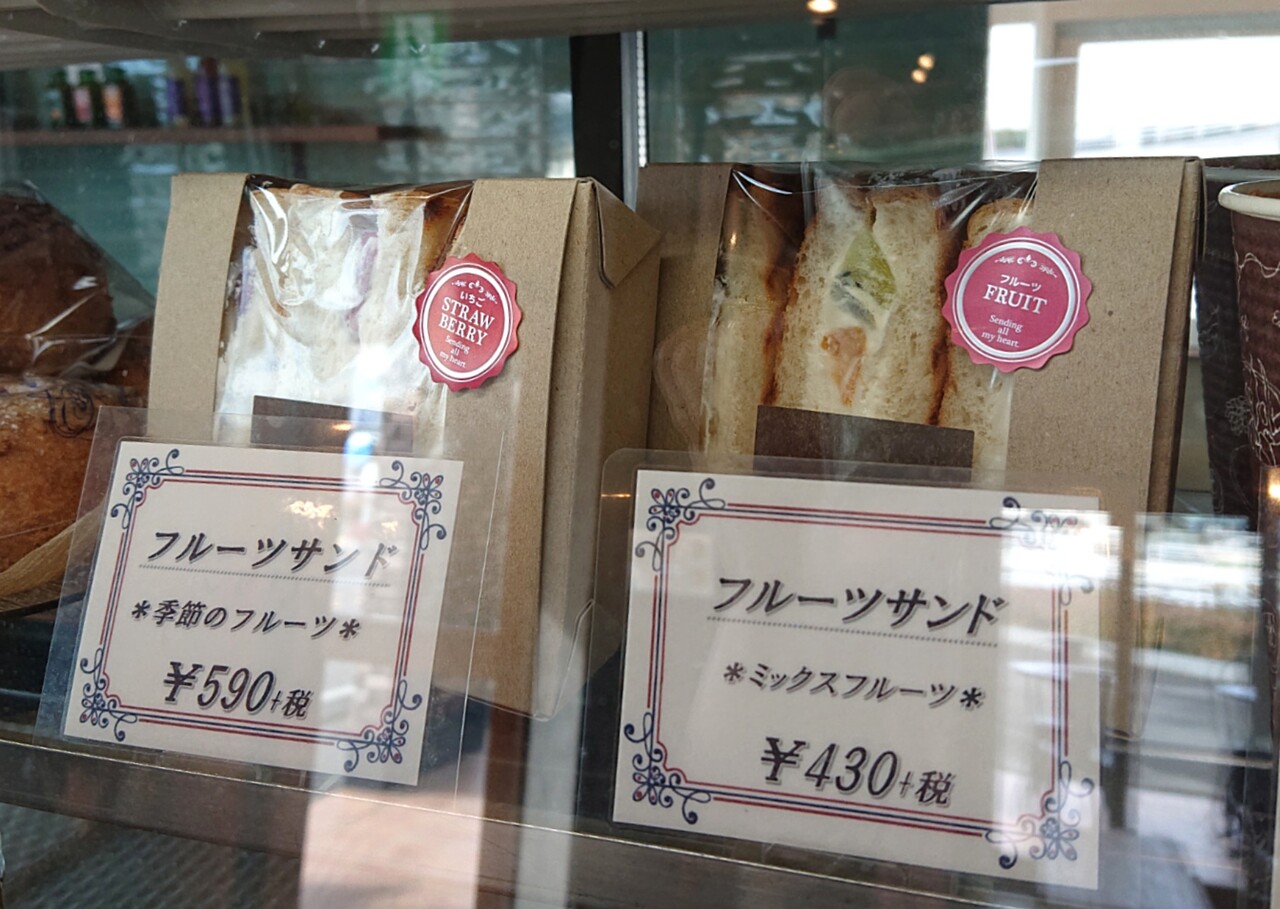 いちご
STRAW
BERRY
Sending
all
my heart.
フルーツ
FRUIT
Sending
all
my heart.
フルーツサンド
*季節のフルーツ*
¥590+税
フルーツサンド
*ミックスフルーツ*
¥430+税